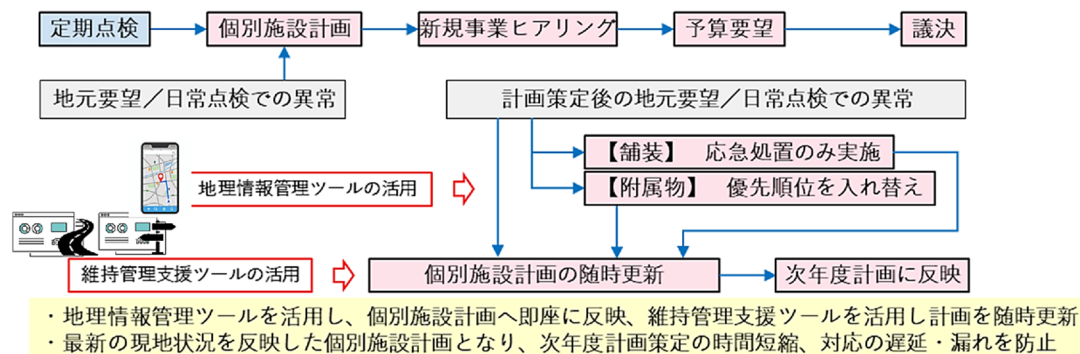 定期点検
個別施設計画
新規事業ヒアリング
予算要望
議決
地元要望／日常点検での異常
計画策定後の地元要望／日常点検での異常
【舗装】　応急処置のみ実施
地理情報管理ツールの活用
【附属物】　優先順位を入れ替え
維持管理支援ツールの活用
個別施設計画の随時更新
次年度計画に反映
・地理情報管理ツールを活用し、個別施設計画へ即座に反映、維持管理支援ツールを活用し計画を随時更新
・最新の現地状況を反映した個別施設計画となり、次年度計画策定の時間短縮、対応の遅延・漏れを防止